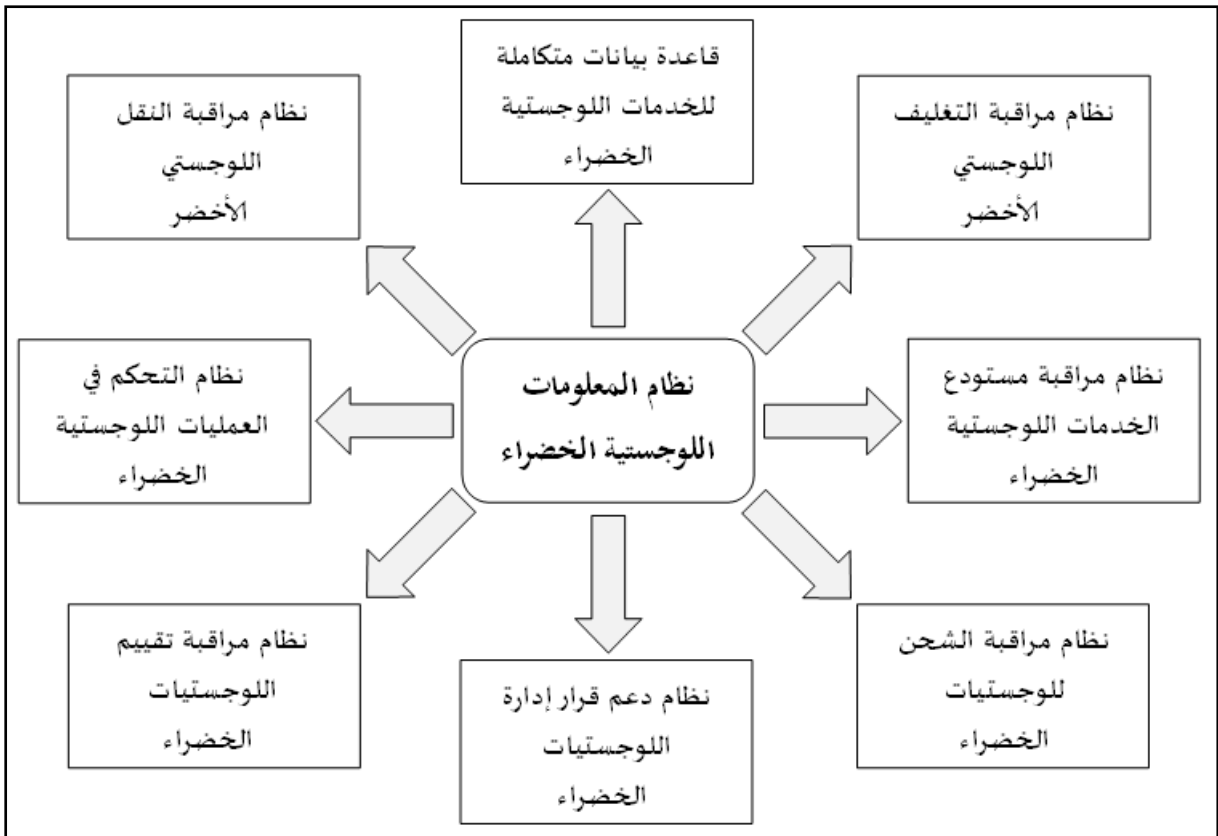 قاعدة بيانات متكاملة
للخدمات اللوجستية
الخضراء
نظام مراقبة التغليف
اللوجستي
الأخضر
نظام مراقبة النقل
اللوجستي
الأخضر
نظام المعلومات
اللوجستية الخضراء
نظام مراقبة مستودع
الخدمات اللوجستية
الخضراء
نظام التحكم في
العمليات اللوجستية
الخضراء
نظام مراقبة الشحن
للوجستيات
الخضراء
نظام دعم قرار إدارة
اللوجستيات
الخضراء
نظام مراقبة تقييم
اللوجستيات
الخضراء